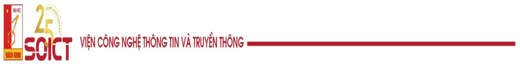 25
SOICT
VIỆN CÔNG NGHỆ THÔNG TIN VÀ TRUYỀN THÔNG